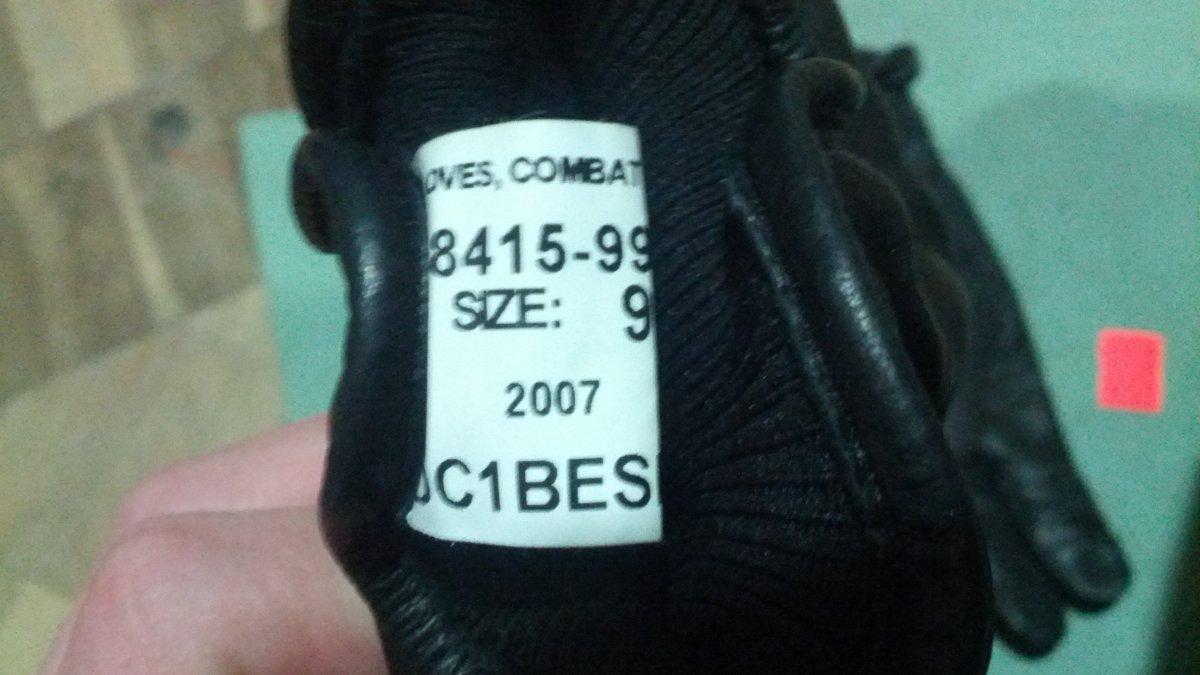 OVES, COMBAT
8415-99
SIZE: 9
2007
C1BES